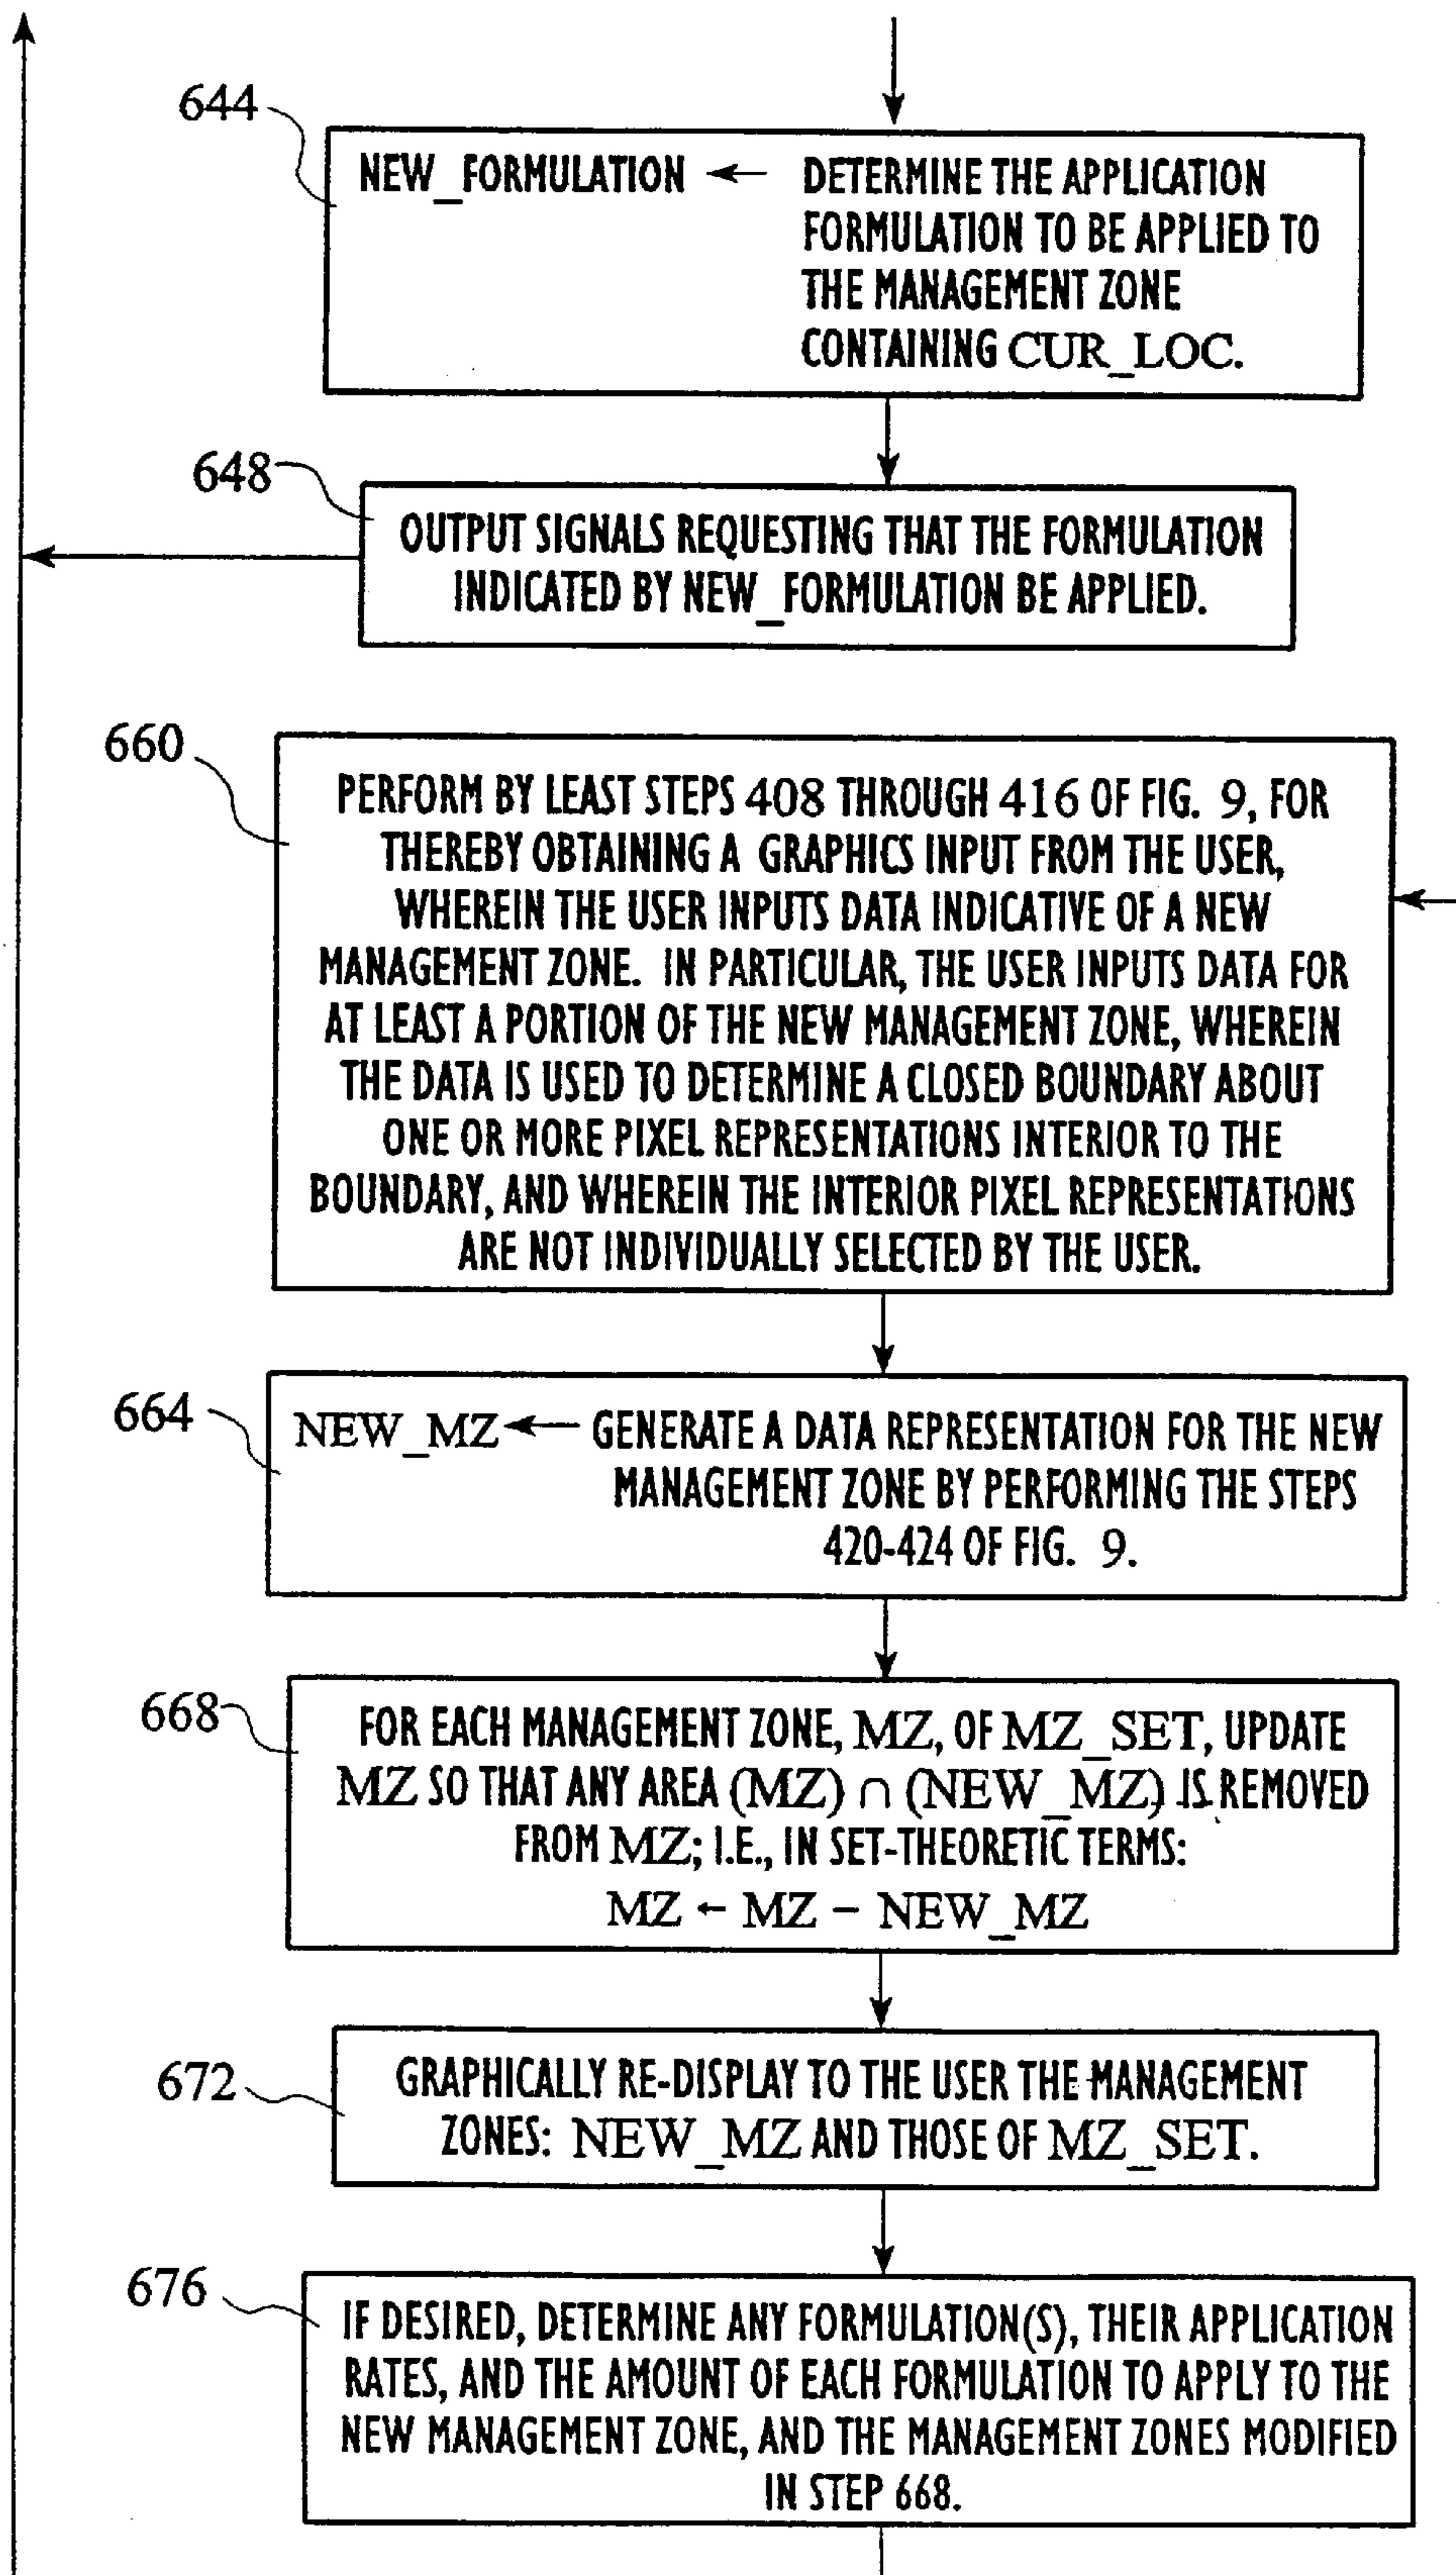 644
NEW_FORMULATION ← DETERMINE THE APPLICATION
FORMULATION TO BE APPLIED TO
THE MANAGEMENT ZONE
CONTAINING CUR_LOC.
648
OUTPUT SIGNALS REQUESTING THAT THE FORMULATION
INDICATED BY NEW_FORMULATION BE APPLIED.
660
PERFORM BY LEAST STEPS 408 THROUGH 416 OF FIG. 9, FOR
THEREBY OBTAINING A GRAPHICS INPUT FROM THE USER,
WHEREIN THE USER INPUTS DATA INDICATIVE OF A NEW
MANAGEMENT ZONE. IN PARTICULAR, THE USER INPUTS DATA FOR
AT LEAST A PORTION OF THE NEW MANAGEMENT ZONE, WHEREIN
THE DATA IS USED TO DETERMINE A CLOSED BOUNDARY ABOUT
ONE OR MORE PIXEL REPRESENTATIONS INTERIOR TO THE
BOUNDARY, AND WHEREIN THE INTERIOR PIXEL REPRESENTATIONS
ARE NOT INDIVIDUALLY SELECTED BY THE USER.
664
NEW_MZ ← GENERATE A DATA REPRESENTATION FOR THE NEW
MANAGEMENT ZONE BY PERFORMING THE STEPS
420-424 OF FIG. 9.
668
FOR EACH MANAGEMENT ZONE, MZ, OF MZ_SET, UPDATE
MZ SO THAT ANY AREA (MZ) ∩ (NEW_MZ) IS REMOVED
FROM MZ; I.E., IN SET-THEORETIC TERMS:
MZ ← MZ – NEW_MZ
672
GRAPHICALLY RE-DISPLAY TO THE USER THE MANAGEMENT
ZONES: NEW_MZ AND THOSE OF MZ_SET.
676
IF DESIRED, DETERMINE ANY FORMULATION(S), THEIR APPLICATION
RATES, AND THE AMOUNT OF EACH FORMULATION TO APPLY TO THE
NEW MANAGEMENT ZONE, AND THE MANAGEMENT ZONES MODIFIED
IN STEP 668.